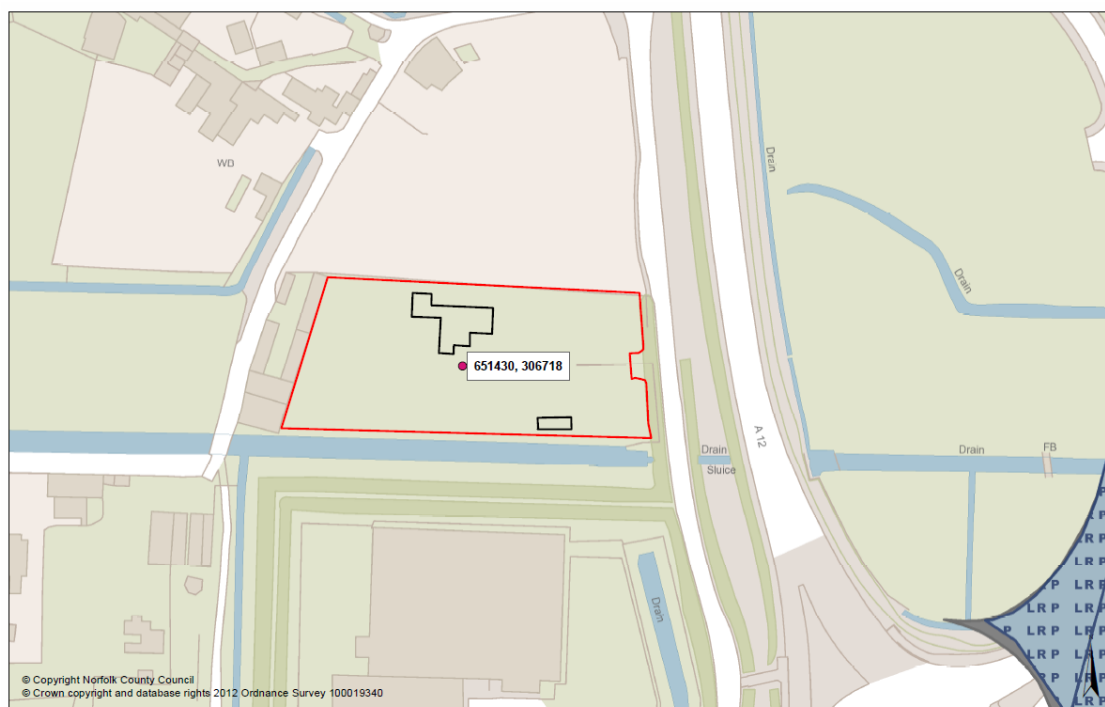 WD
Drain
Drain
651430, 306718
A 12
Drain
Sluice
Drain
FB
Drain
P
R P
L R P
L R P
P L R P
L R P
L R P
L R P
© Copyright Norfolk County Council
© Crown copyright and database rights 2012 Ordnance Survey 100019340